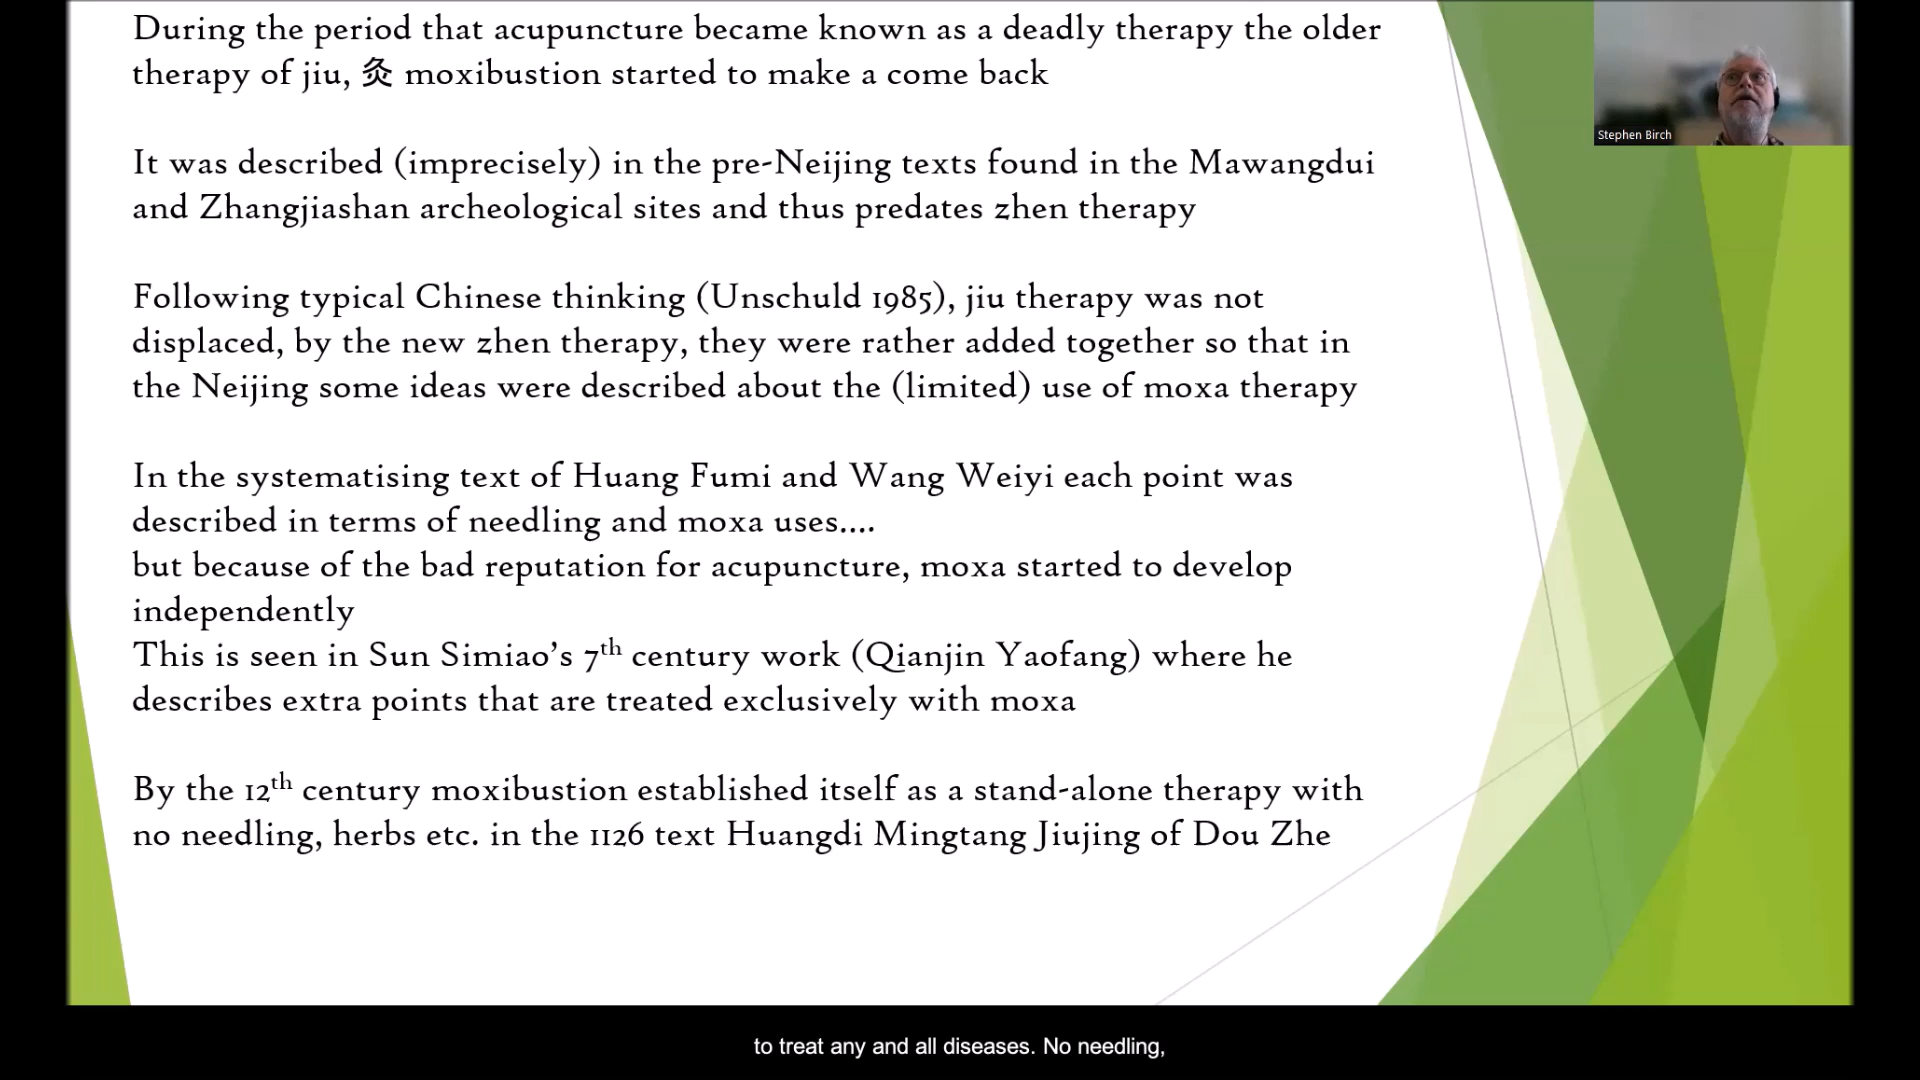 During the period that acupuncture became known as a deadly therapy the older
therapy of jiu, 灸 moxibustion started to make a come back
Stephen Birch
It was described (imprecisely) in the pre-Neijing texts found in the Mawangdui
and Zhangjiashan archeological sites and thus predates zhen therapy
Following typical Chinese thinking (Unschuld 1985), jiu therapy was not
displaced, by the new zhen therapy, they were rather added together so that in
the Neijing some ideas were described about the (limited) use of moxa therapy
In the systematising text of Huang Fumi and Wang Weiyi each point was
described in terms of needling and moxa uses....
but because of the bad reputation for acupuncture, moxa started to develop
independently
This is seen in Sun Simiao's 7th century work (Qianjin Yaofang) where he
describes extra points that are treated exclusively with moxa
By the 12th century moxibustion established itself as a stand-alone therapy with
no needling, herbs etc. in the 1126 text Huangdi Mingtang Jiujing of Dou Zhe
to treat any and all diseases. No needling,